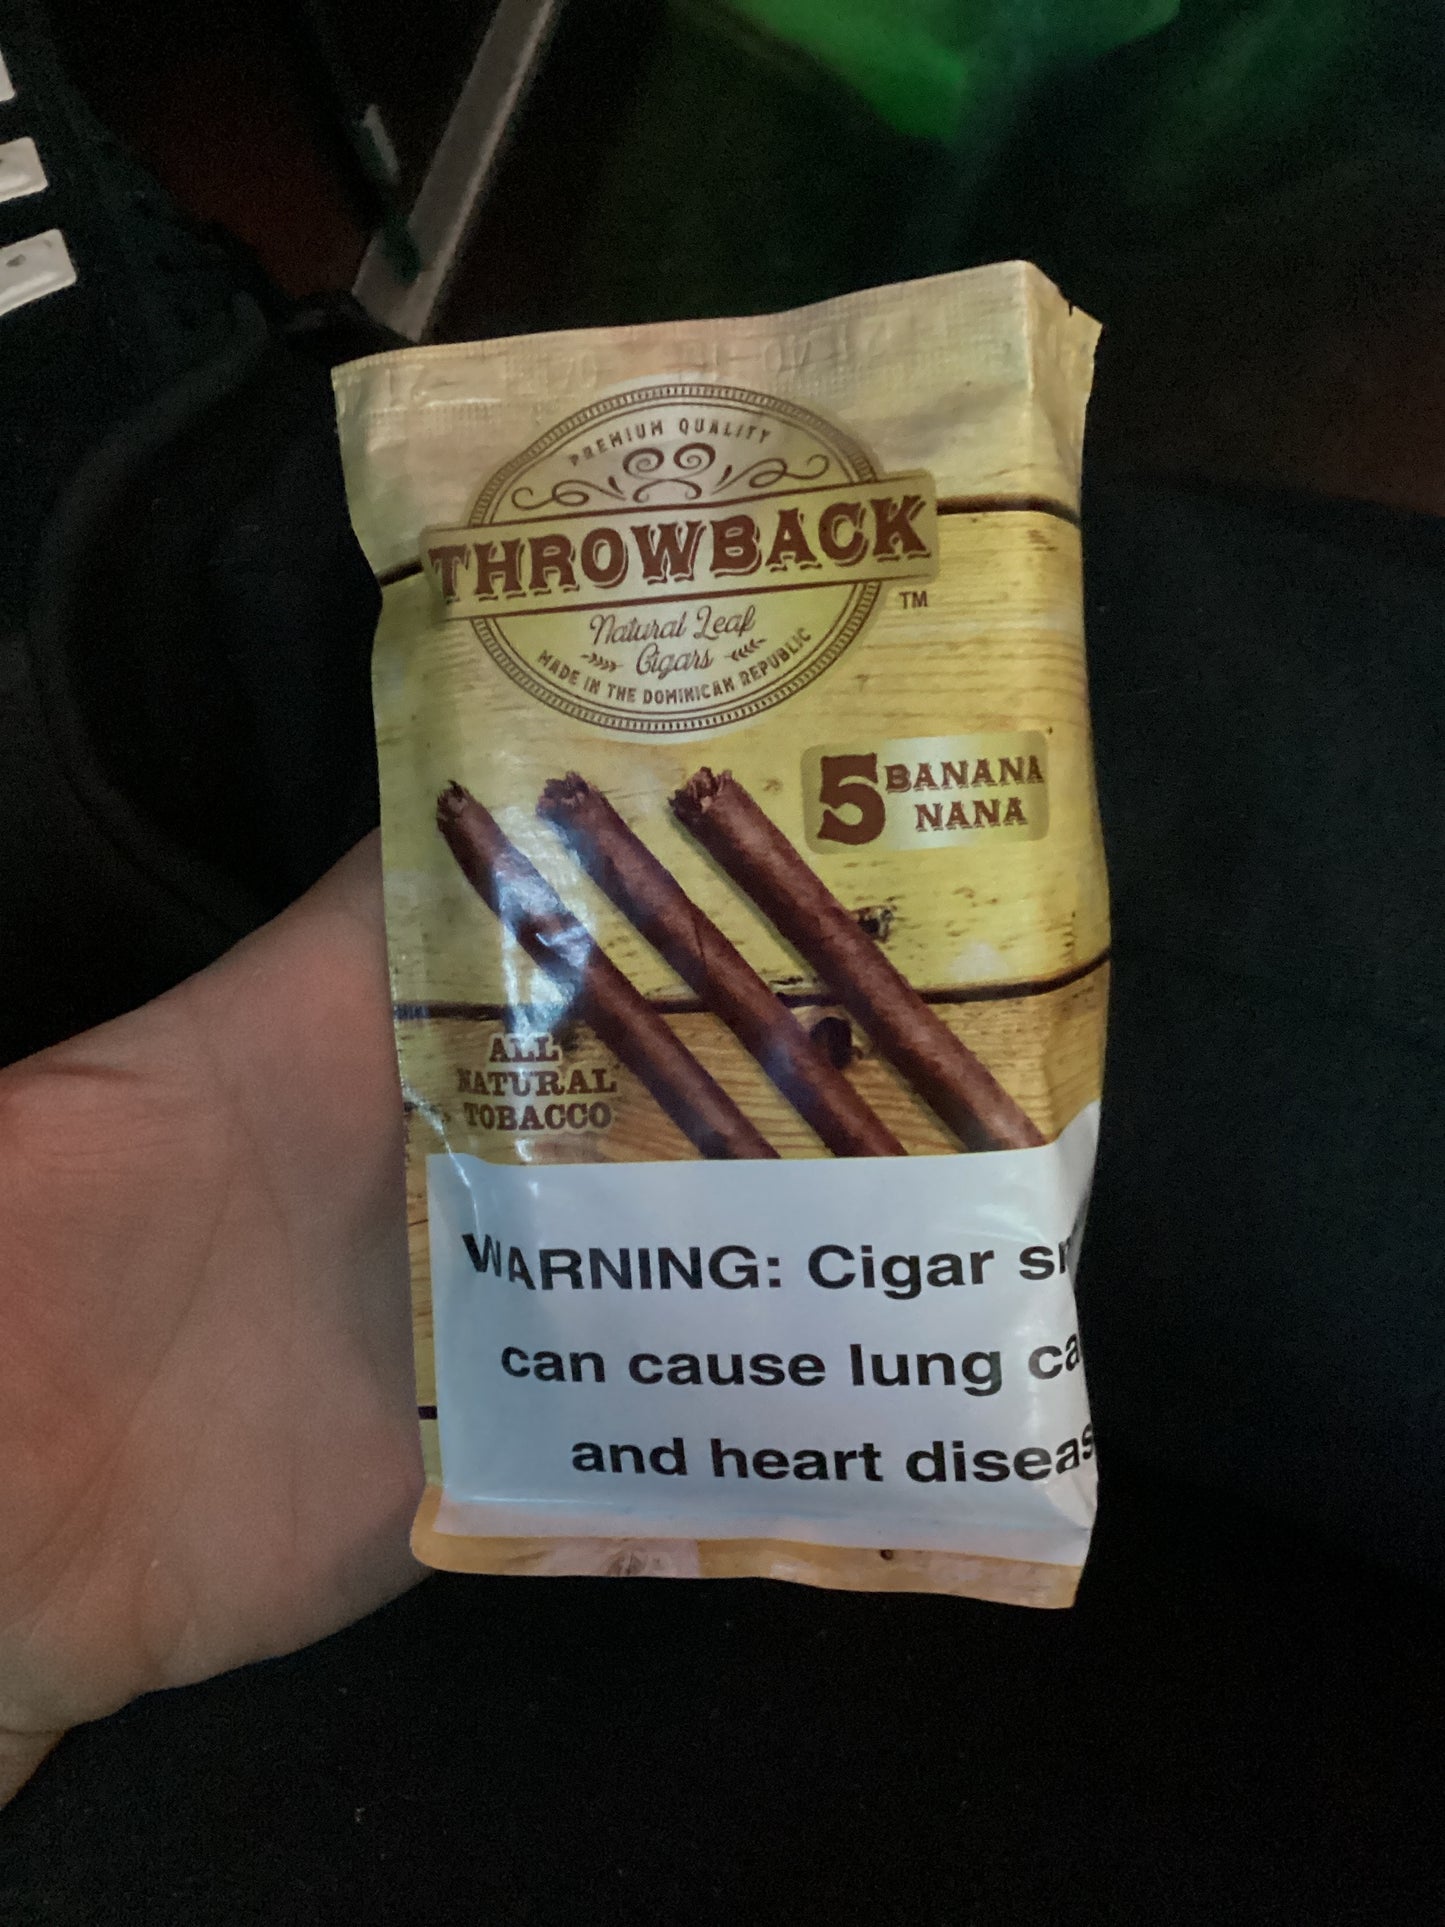 PREMIUM QUALITY
THROWBACK
TM
Natural Leaf
Cigars
MADE IN THE DOMINICAN REPUBLIC
5 BANANA
NANA
ALL
NATURAL
TOBACCO
WARNING: Cigar
can cause lung
and heart